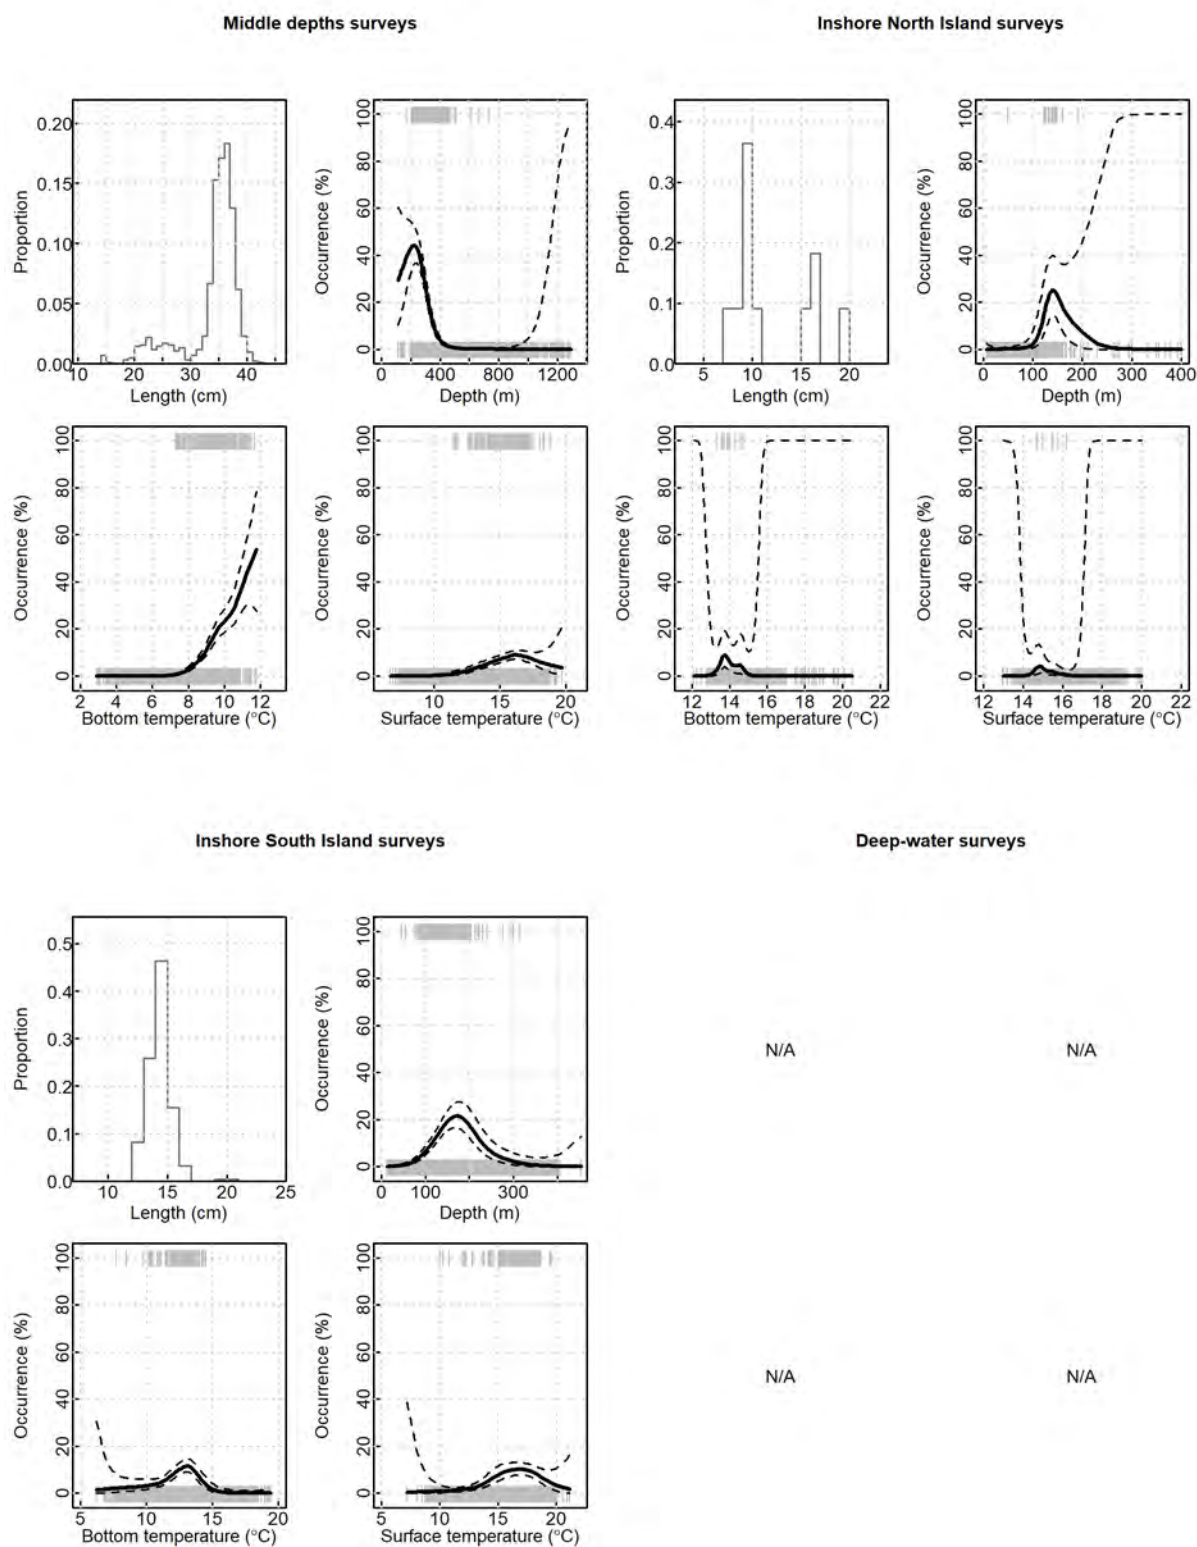 Middle depths surveys
Inshore North Island surveys
0.20
0.15
0.10
0.05
0.00
Proportion
10 20 30 40
Length (cm)
100
80
60
40
20
0
Occurrence (%)
0 400 800 1200
Depth (m)
0.4
0.3
0.2
0.1
0.0
Proportion
5 10 15 20
Length (cm)
100
80
60
40
20
0
Occurrence (%)
0 100 200 300 400
Depth (m)
100
80
60
40
20
0
Occurrence (%)
2 4 6 8 10 12
Bottom temperature (°C)
100
80
60
40
20
0
Occurrence (%)
10 15 20
Surface temperature (°C)
100
80
60
40
20
0
Occurrence (%)
12 14 16 18 20 22
Bottom temperature (°C)
100
80
60
40
20
0
Occurrence (%)
12 14 16 18 20 22
Surface temperature (°C)
Inshore South Island surveys
Deep-water surveys
0.5
0.4
0.3
0.2
0.1
0.0
Proportion
10 15 20 25
Length (cm)
100
80
60
40
20
0
Occurrence (%)
0 100 300
Depth (m)
N/A
N/A
100
80
60
40
20
0
Occurrence (%)
5 10 15 20
Bottom temperature (°C)
100
80
60
40
20
0
Occurrence (%)
5 10 15 20
Surface temperature (°C)
N/A
N/A